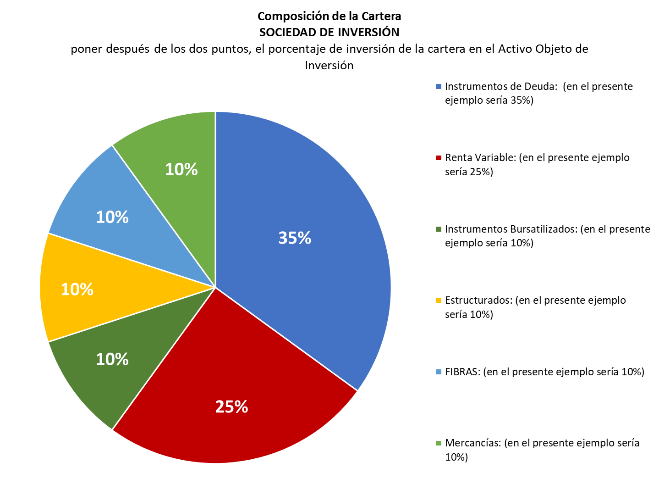 Composición de la Cartera
SOCIEDAD DE INVERSIÓN
poner después de los dos puntos, el porcentaje de inversión de la cartera en el Activo Objeto de
Inversión
Instrumentos de Deuda:  (en el presente
ejemplo sería 35%)
Renta Variable: (en el presente ejemplo
sería 25%)
Instrumentos Bursatilizados: (en el presente
ejemplo sería 10%)
Estructurados: (en el presente ejemplo
sería 10%)
FIBRAS: (en el presente ejemplo sería 10%)
Mercancías: (en el presente ejemplo sería
10%)
10%
35%
10%
10%
10%
25%